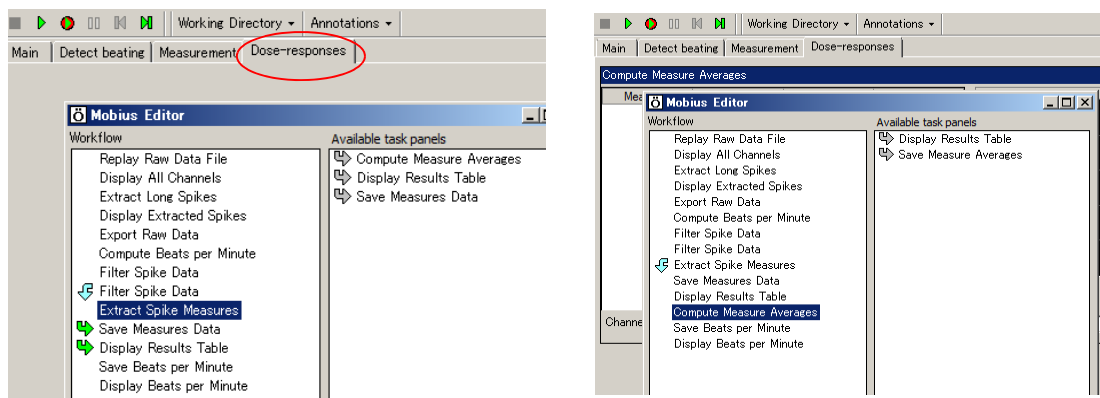 Working Directory Annotations
Main Detect beating Measurement Dose-responses
Mobius Editor
Workflow
Available task panels
Replay Raw Data File
Display All Channels
Extract Long Spikes
Display Extracted Spikes
Export Raw Data
Compute Beats per Minute
Filter Spike Data
Filter Spike Data
Extract Spike Measures
Save Measures Data
Display Results Table
Save Beats per Minute
Display Beats per Minute
Compute Measure Averages
Display Results Table
Save Measures Data
Working Directory Annotations
Main Detect beating Measurement Dose-responses
Compute Measure Averages
Mea
Mobius Editor
Workflow
Available task panels
Replay Raw Data File
Display All Channels
Extract Long Spikes
Display Extracted Spikes
Export Raw Data
Compute Beats per Minute
Filter Spike Data
Filter Spike Data
Extract Spike Measures
Save Measures Data
Display Results Table
Compute Measure Averages
Save Beats per Minute
Display Beats per Minute
Display Results Table
Save Measure Averages
Channe